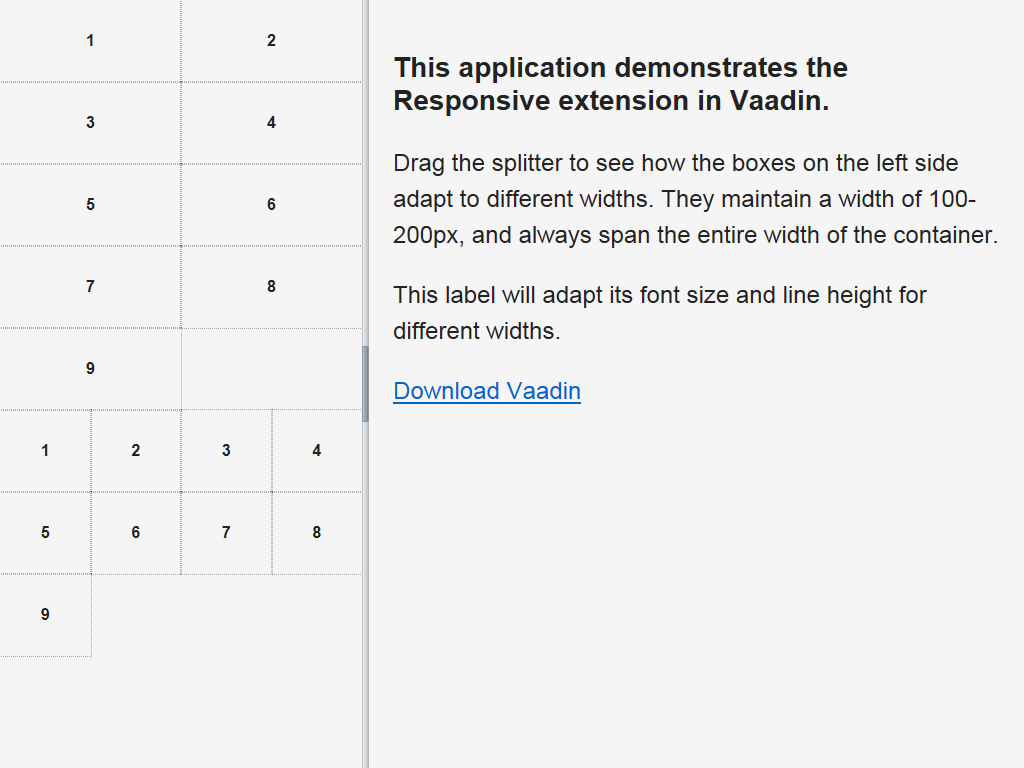 1 2
3 4
5 6
7 8
9
1 2 3 4
5 6 7 8
9
This application demonstrates the
Responsive extension in Vaadin.
Drag the splitter to see how the boxes on the left side
adapt to different widths. They maintain a width of 100-
200px, and always span the entire width of the container.
This label will adapt its font size and line height for
different widths.
Download Vaadin